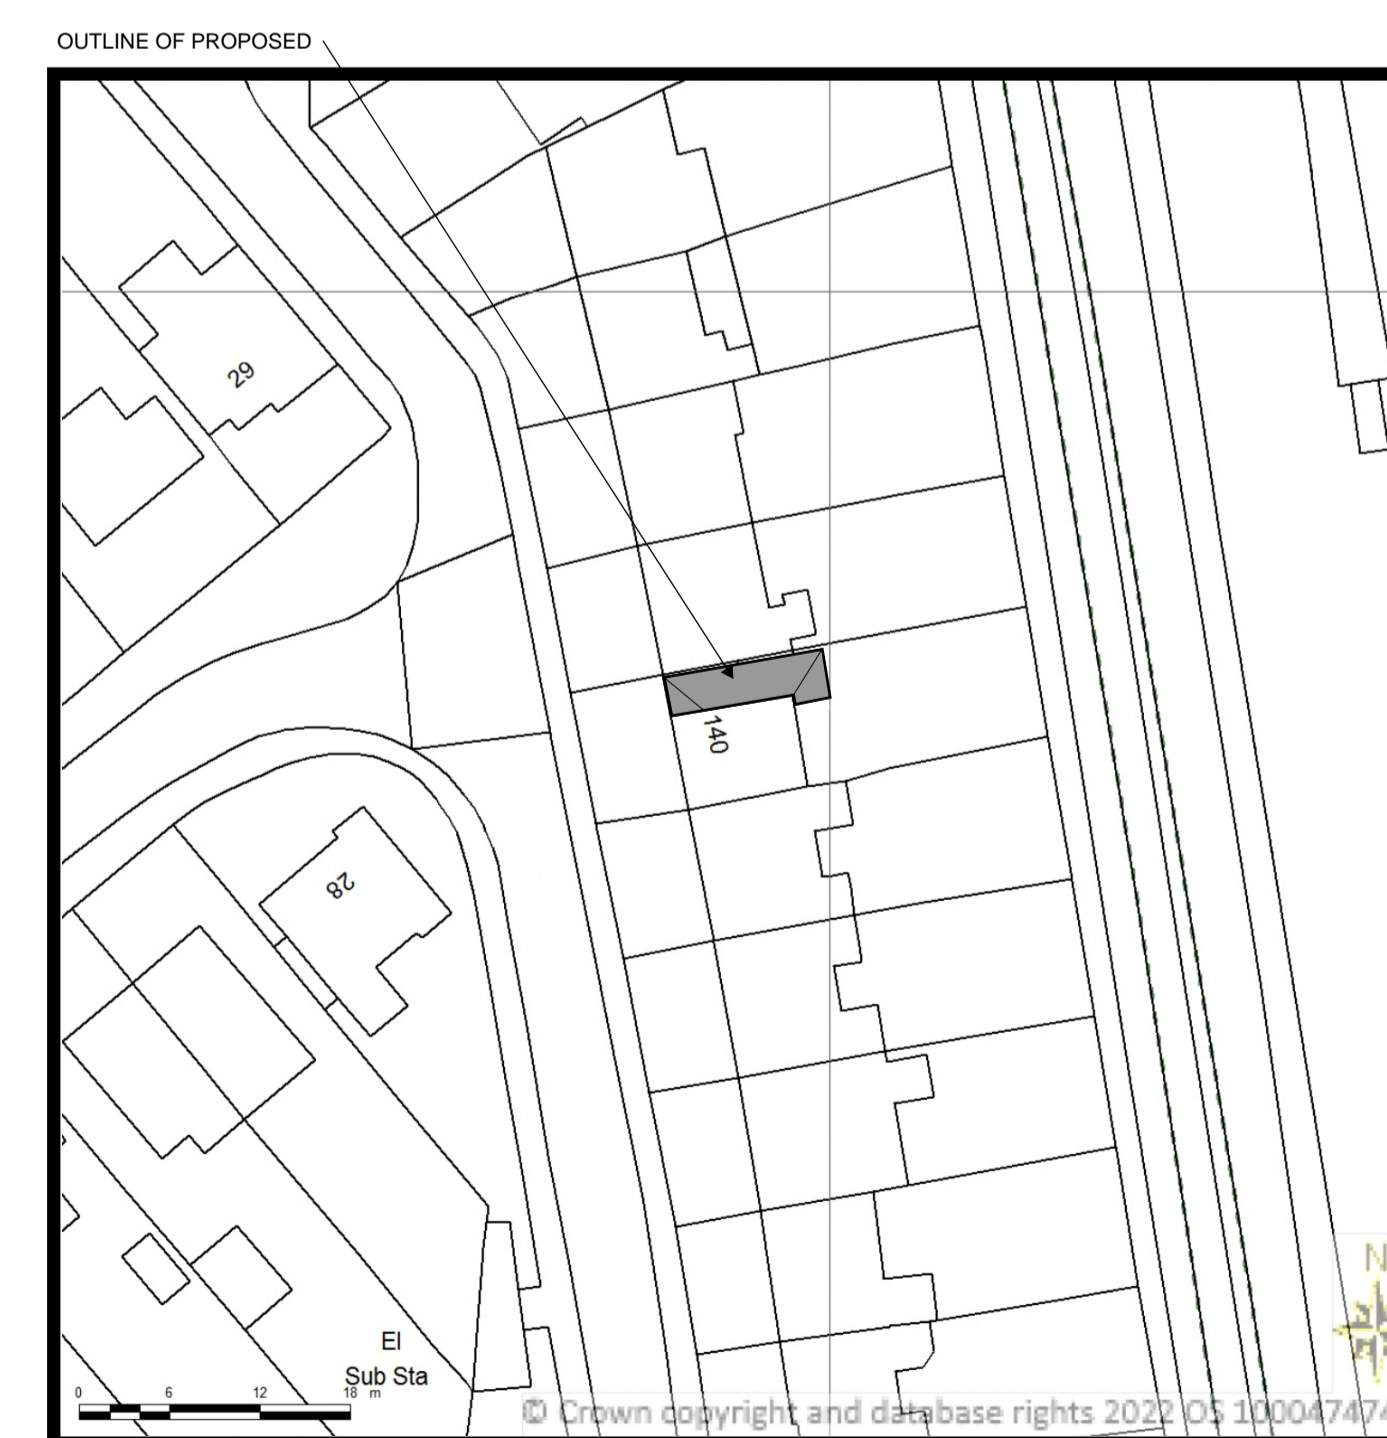 OUTLINE OF PROPOSED
29
140
28
El
Sub Sta
0 6 12 18 m
N
© Crown copyright and database rights 2022 OS 100047474